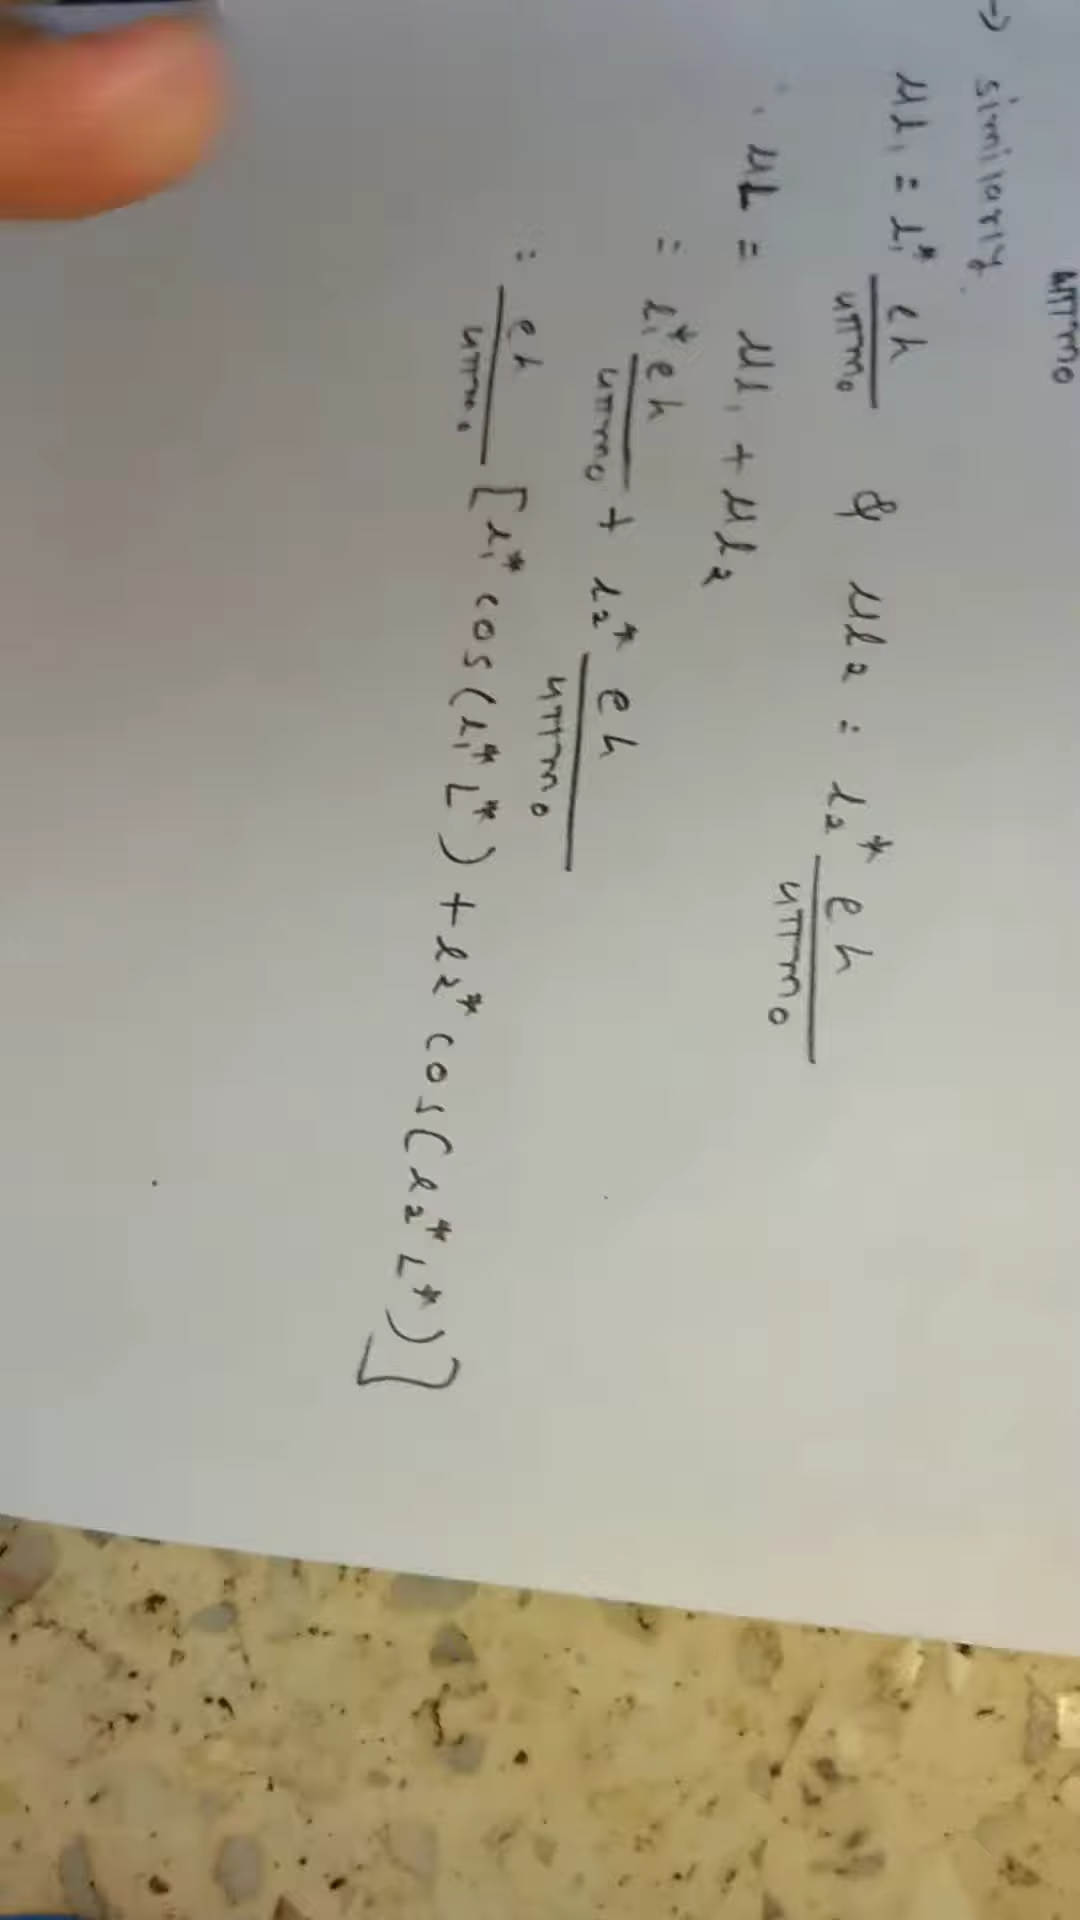 4πm₀
→ similarly.
μl₁ = l₁* eh/4πm₀ & μl₂ = l₂* eh/4πm₀
∴ μL = μl₁ + μl₂
= l₁* eh/4πm₀ + l₂* eh/4πm₀
= eh/4πm₀ [l₁* cos(l₁* L*) + l₂* cos(l₂* L*)]